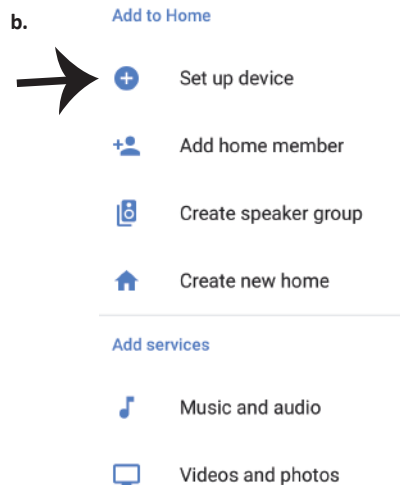 b.
Add to Home
Set up device
Add home member
Create speaker group
Create new home
Add services
Music and audio
Videos and photos